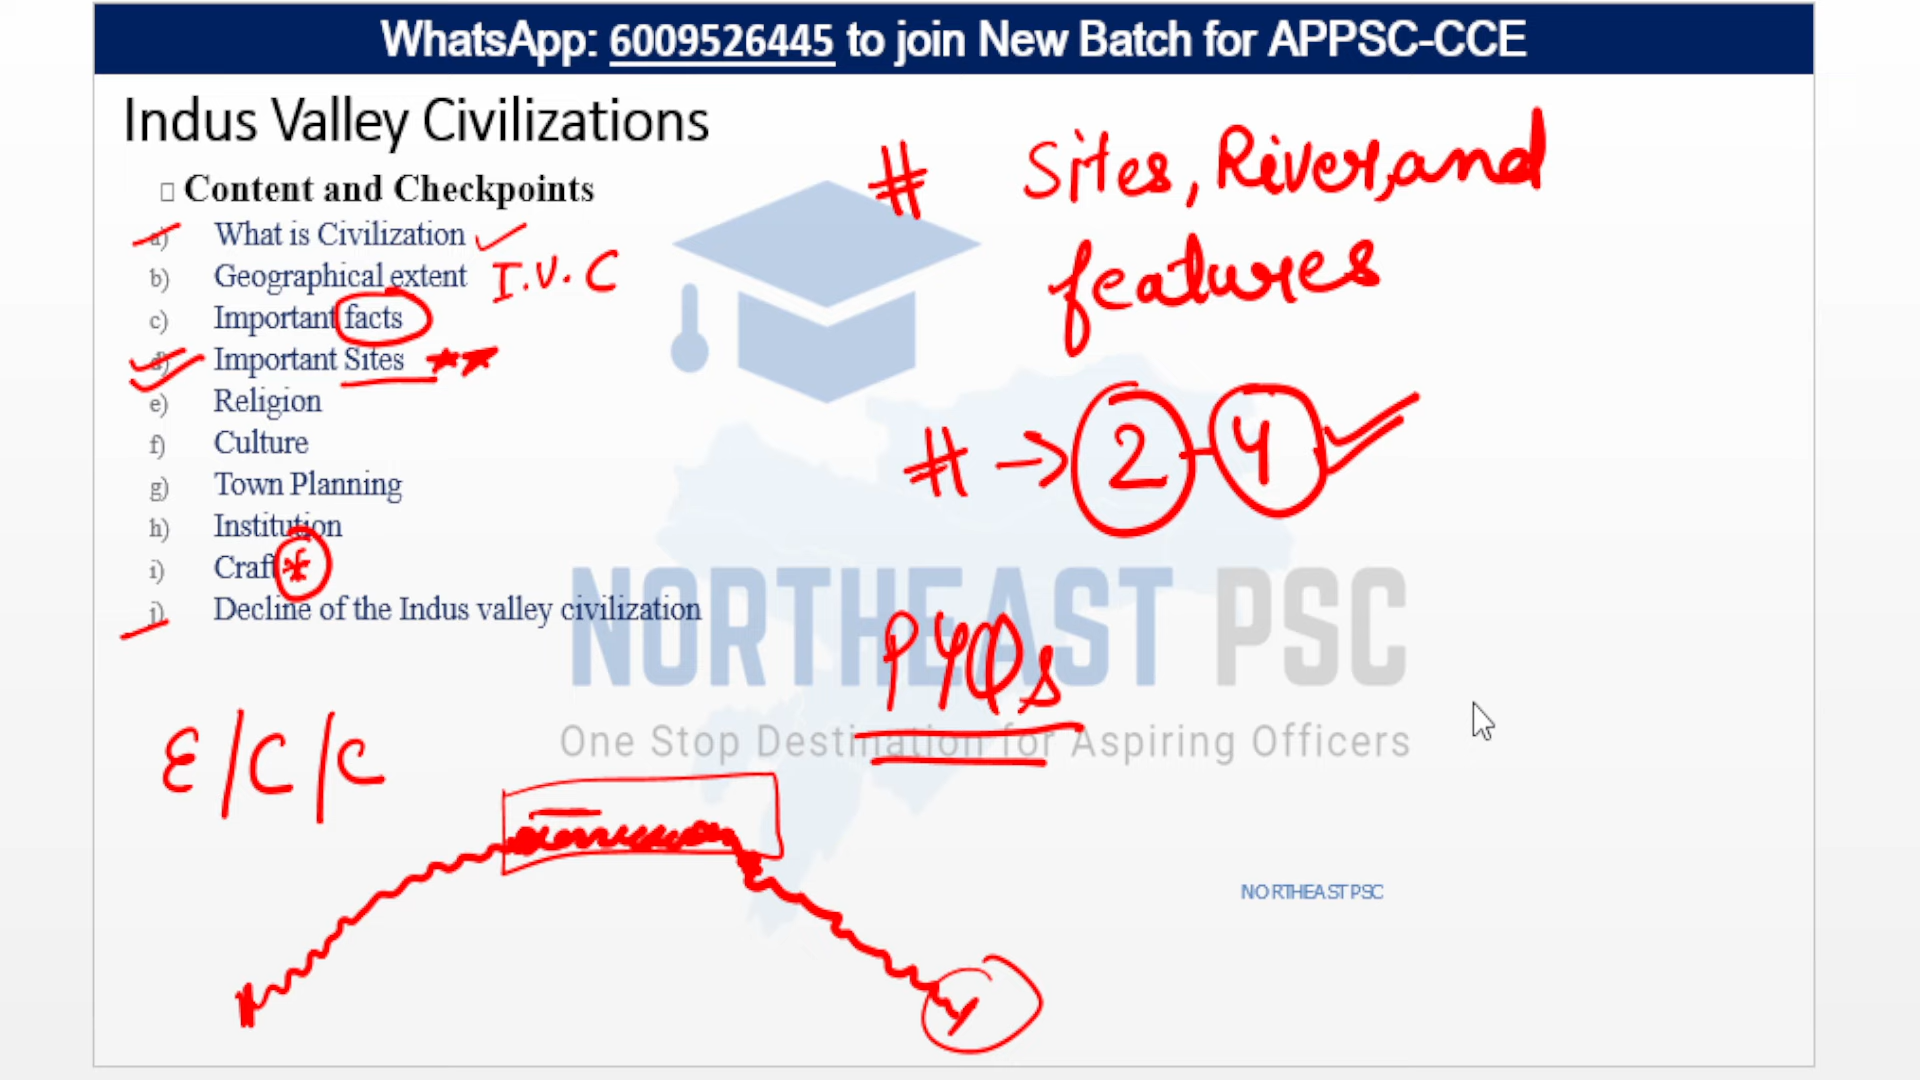 WhatsApp: 6009526445 to join New Batch for APPSC-CCE
Indus Valley Civilizations
Content and Checkpoints
a) What is Civilization
b) Geographical extent I.V.C
c) Important facts
d) Important Sites
e) Religion
f) Culture
g) Town Planning
h) Institution
i) Craft
j) Decline of the Indus valley civilization
# Sites, River, and
features
# → 2 - 4
NORTHEAST PSC
PYQs
One Stop Destination for Aspiring Officers
E/C/C
NORTHEAST PSC